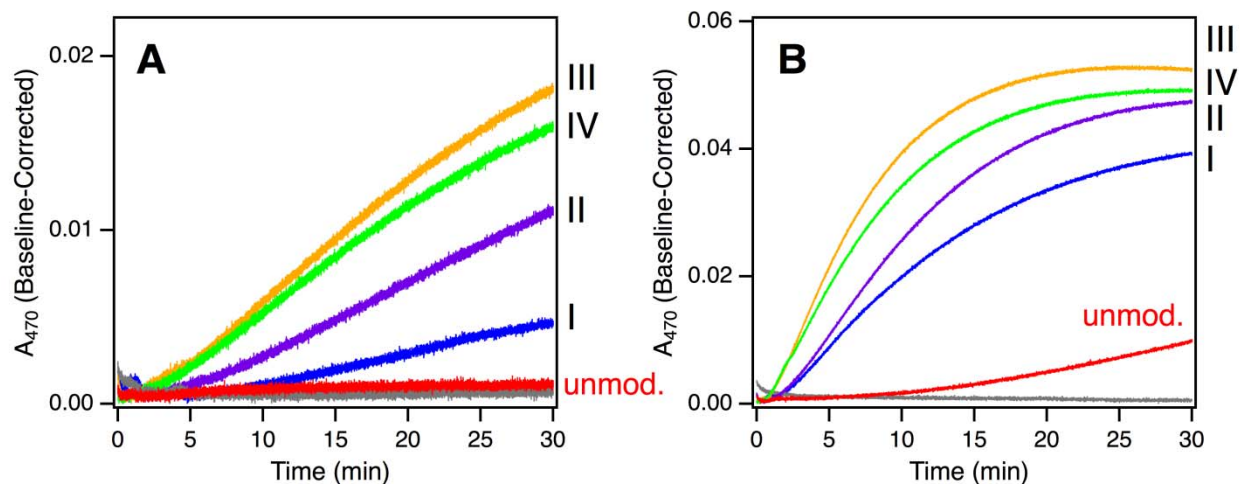 A
A₄₇₀ (Baseline-Corrected)
0.02
0.01
0.00
0 5 10 15 20 25 30
Time (min)
III
IV
II
I
unmod.
B
A₄₇₀ (Baseline-Corrected)
0.06
0.04
0.02
0.00
0 5 10 15 20 25 30
Time (min)
III
IV
II
I
unmod.